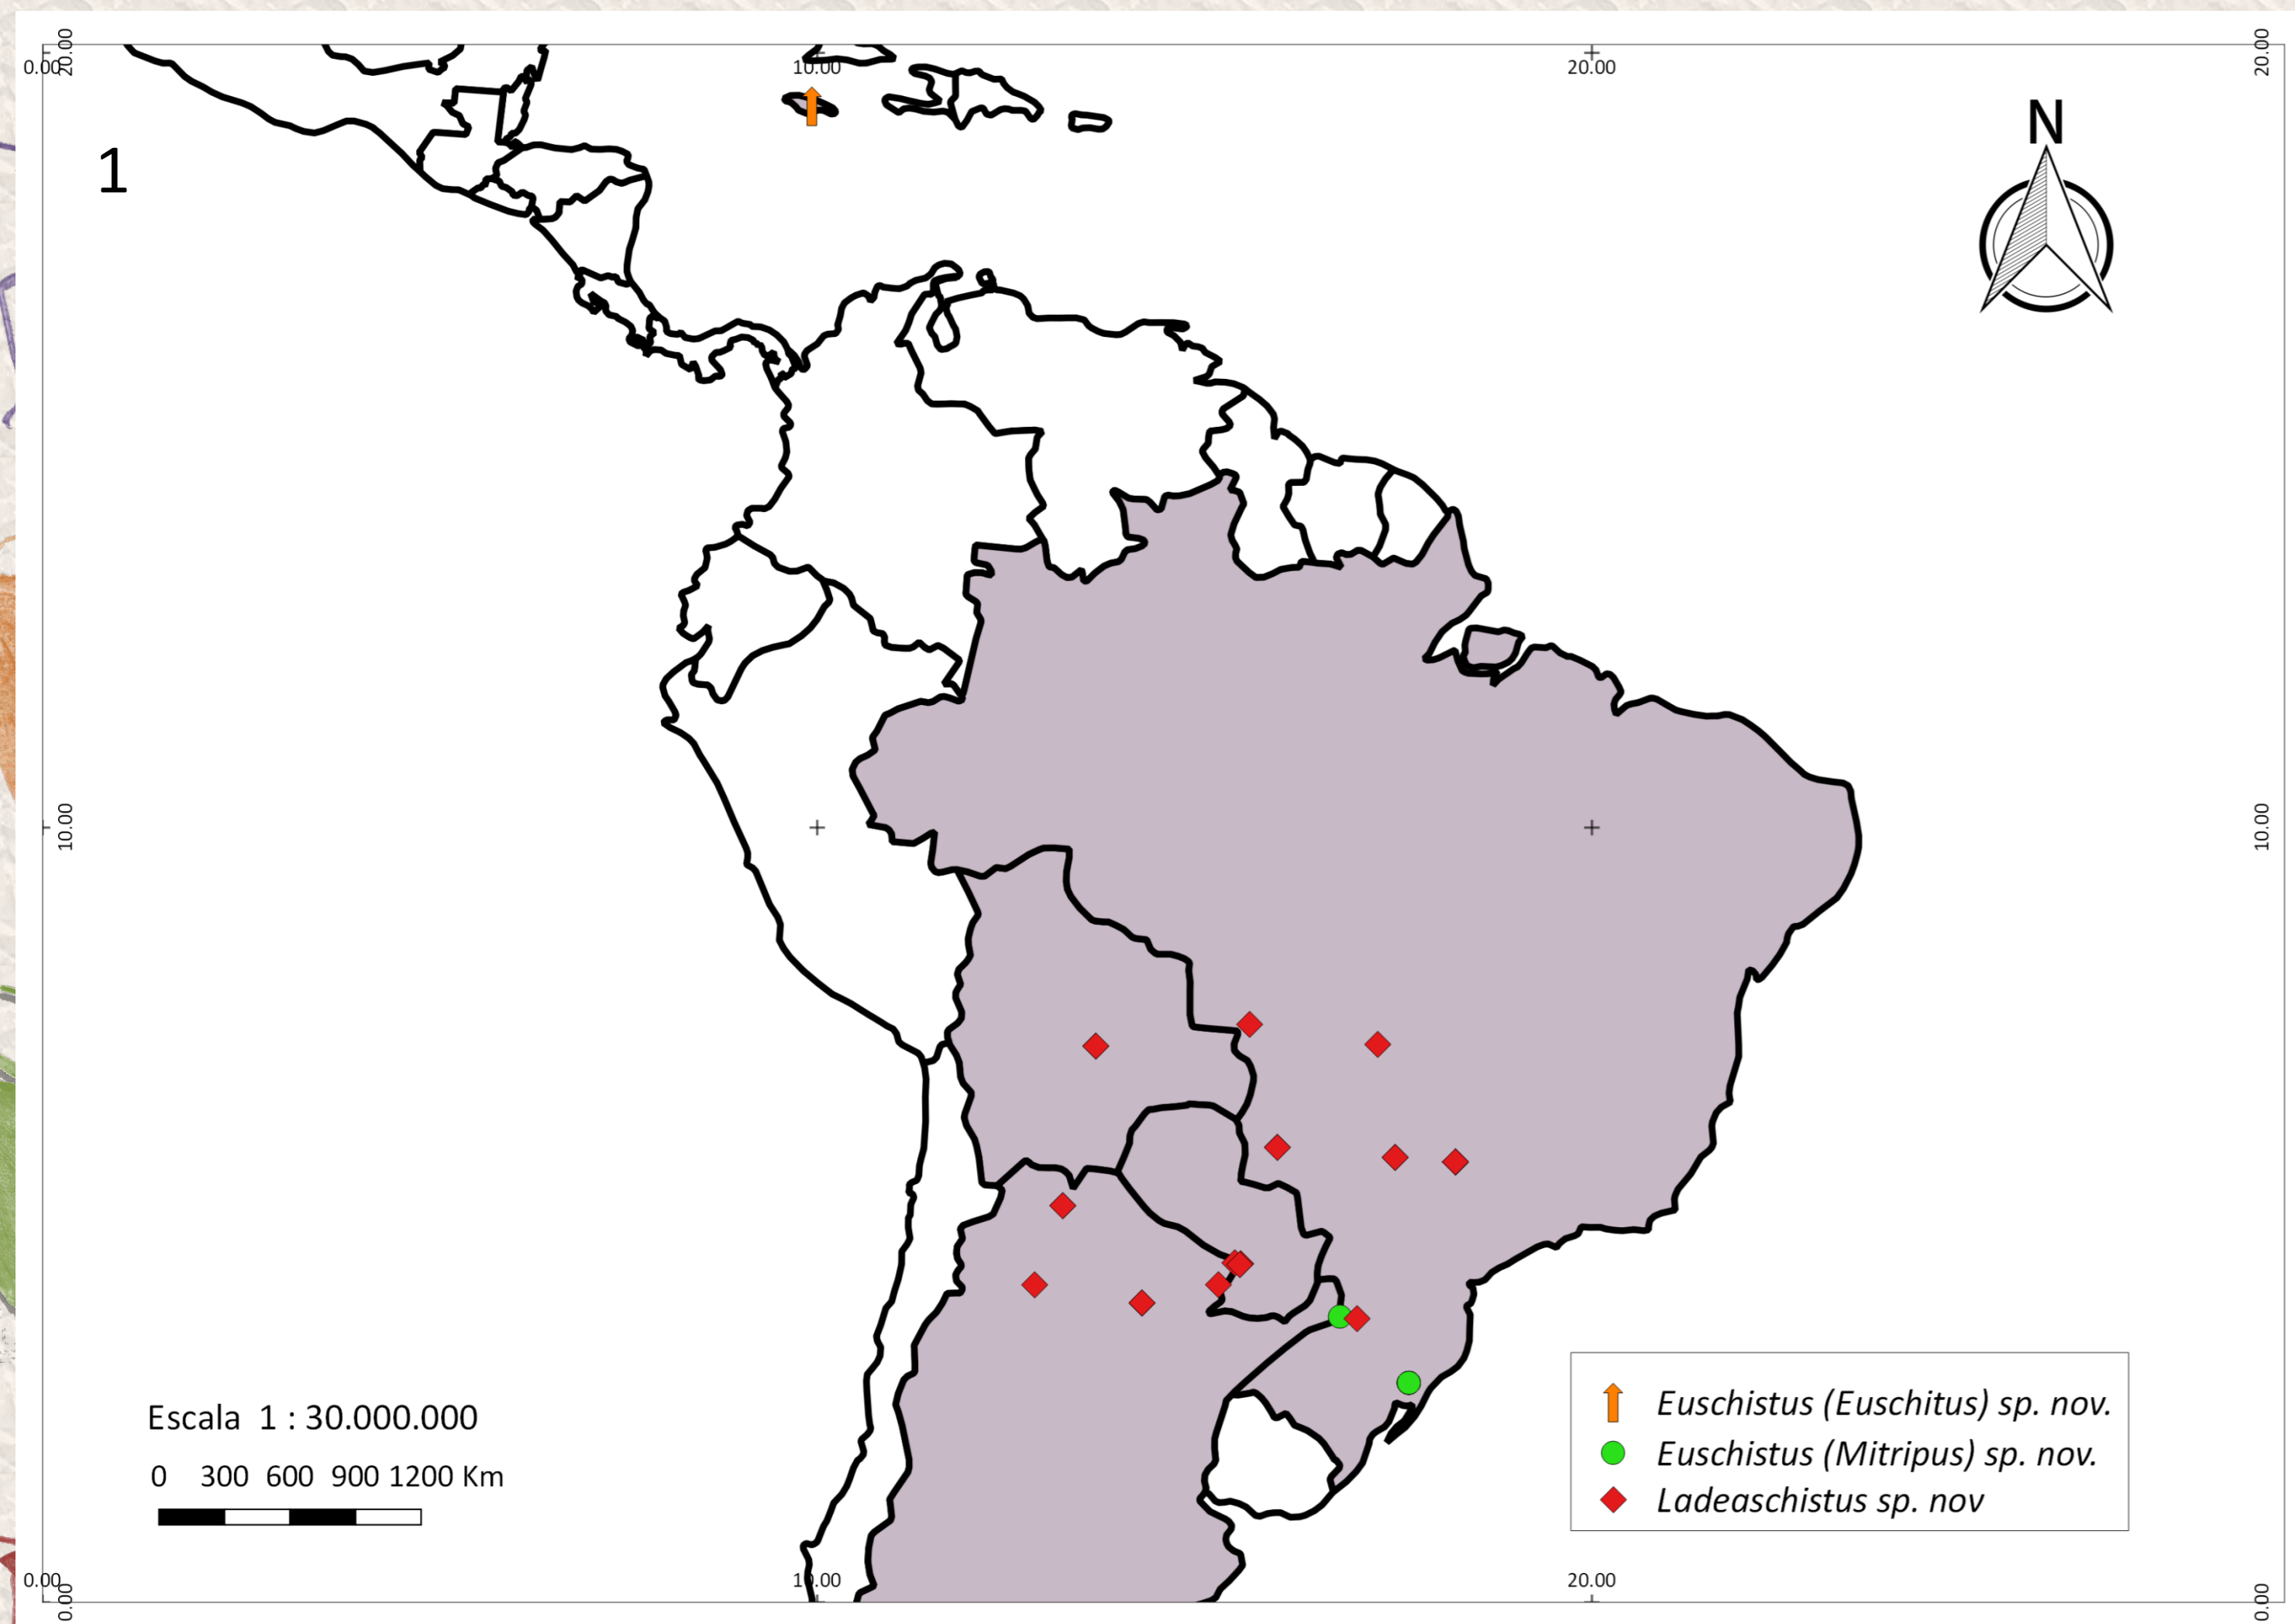 0.00
20.00
10.00
20.00
20.00
N
1
10.00
10.00
Escala 1 : 30.000.000
0 300 600 900 1200 Km
Euschistus (Euschitus) sp. nov.
Euschistus (Mitripus) sp. nov.
Ladeaschistus sp. nov
0.00
0.00
10.00
20.00
0.00